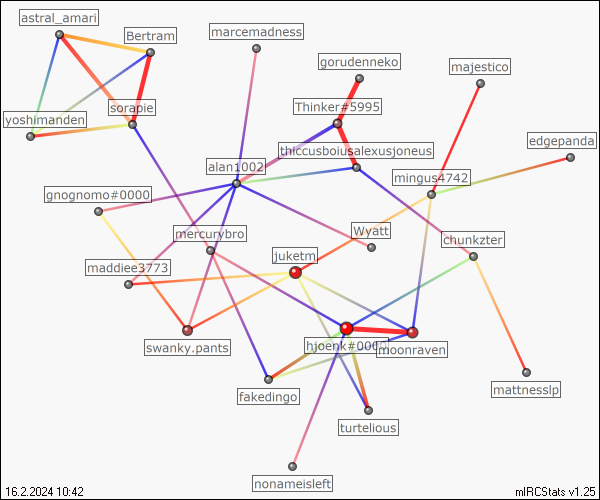 astral_amari
Bertram
marcemadness
gorudenneko
majestico
Thinker#5995
sorapie
yoshimanden
edgepanda
thiccusboiusalexusjoneus
alan1002
mingus4742
gnognomo#0000
mercurybro
Wyatt
chunkzter
juketm
maddiee3773
hjoenk#0000
moonraven
swanky.pants
mattnesslp
fakedingo
turtelious
nonameisleft
16.2.2024 10:42
mIRCStats v1.25